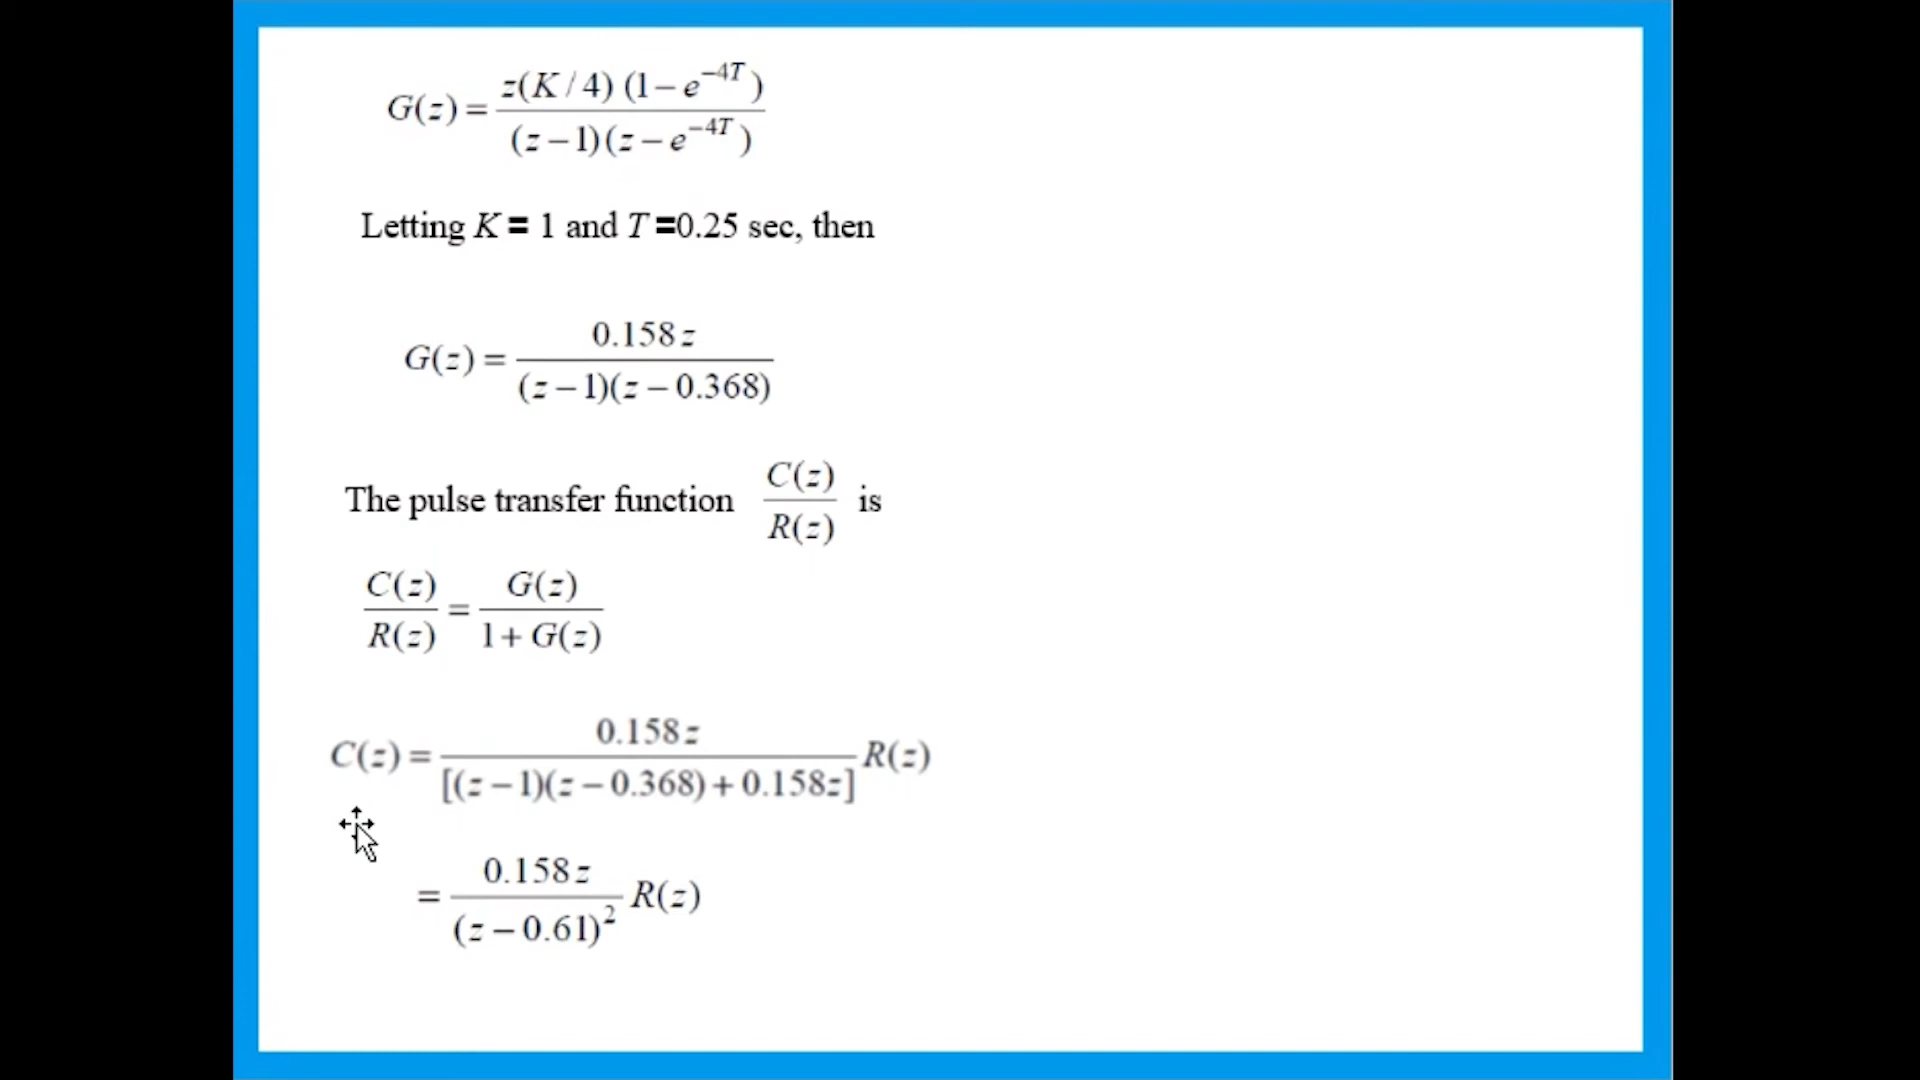 G(z) = z(K/4)(1−e^{−4T}) / (z−1)(z−e^{−4T})
Letting K = 1 and T =0.25 sec, then
G(z) = 0.158z / (z−1)(z−0.368)
The pulse transfer function C(z)/R(z) is
C(z)/R(z) = G(z) / 1+G(z)
C(z) = 0.158z / [(z−1)(z−0.368)+0.158z] R(z)
= 0.158z / (z−0.61)² R(z)